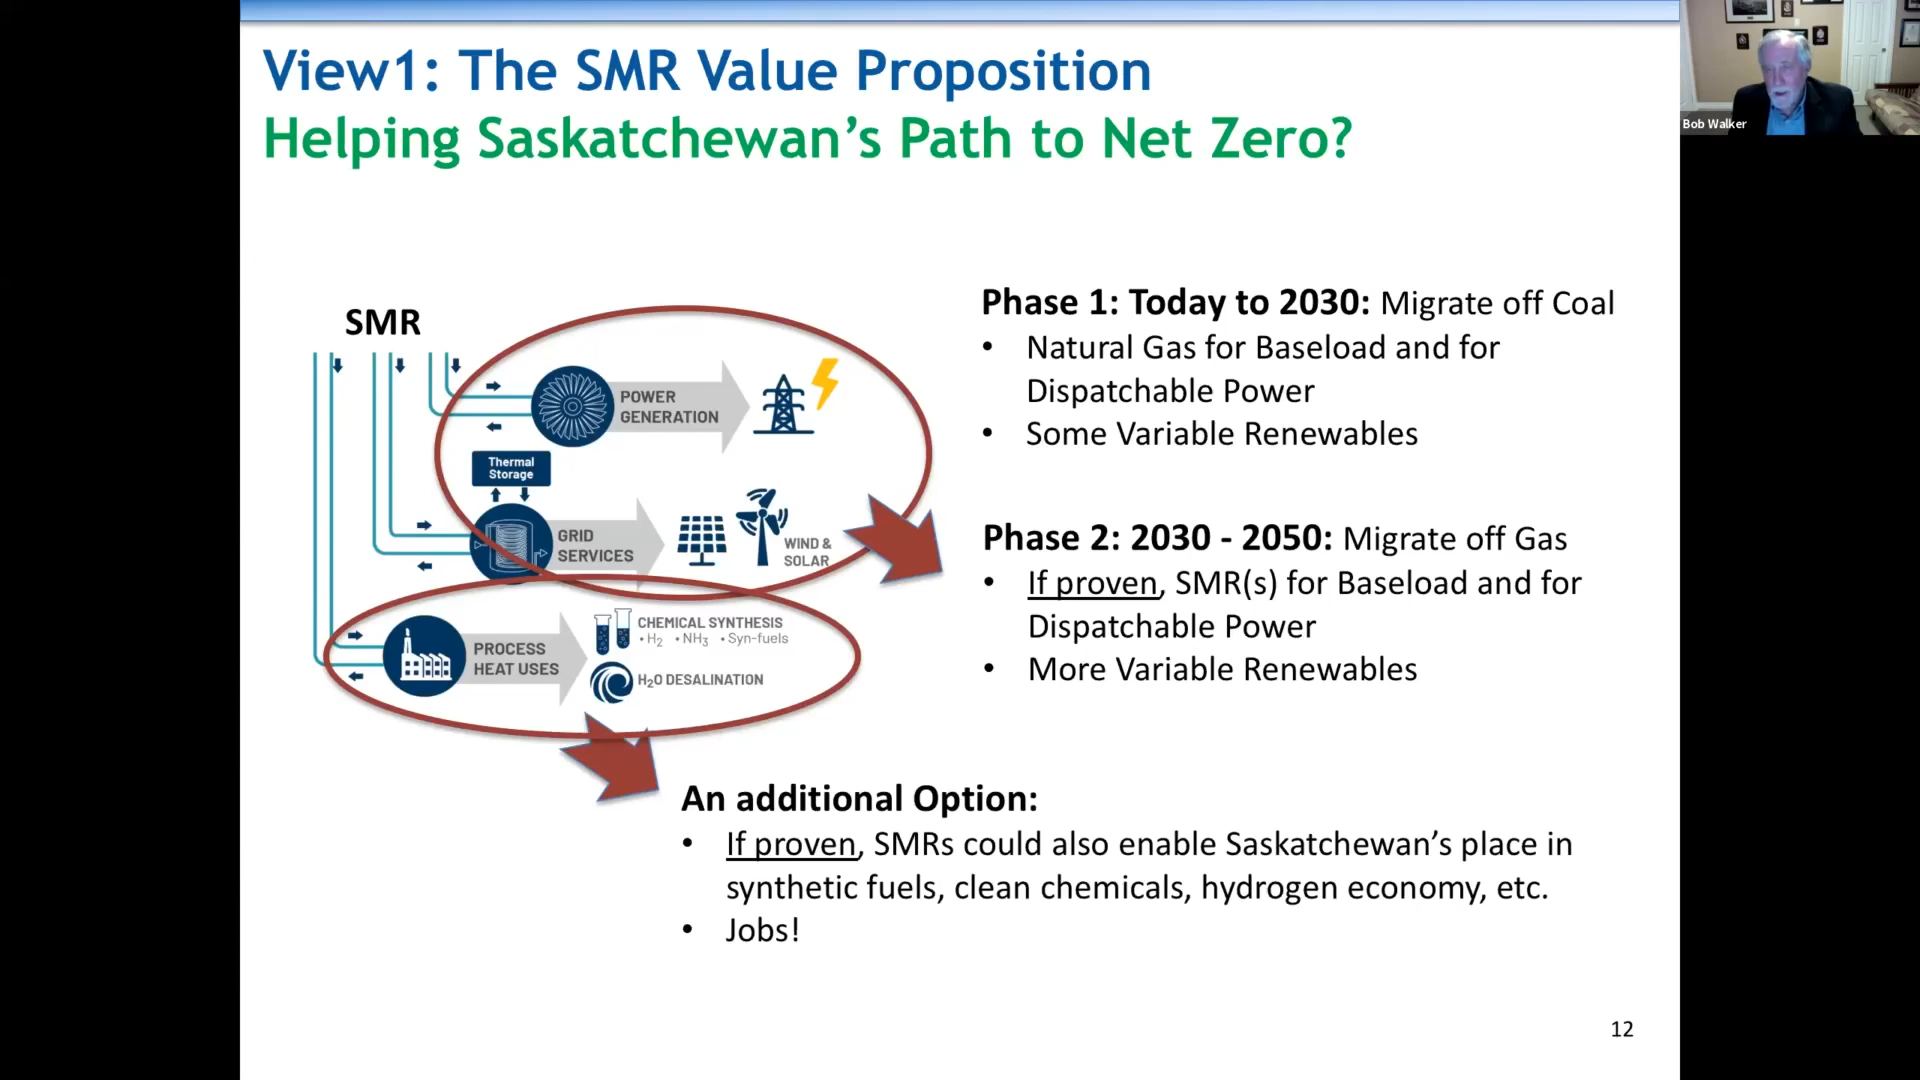 View1: The SMR Value Proposition
Helping Saskatchewan's Path to Net Zero?
Bob Walker
SMR
POWER
GENERATION
Thermal
Storage
GRID
SERVICES
WIND &
SOLAR
PROCESS
HEAT USES
CHEMICAL SYNTHESIS
• H2 • NH3 • Syn-fuels
H2O DESALINATION
Phase 1: Today to 2030: Migrate off Coal
• Natural Gas for Baseload and for
Dispatchable Power
• Some Variable Renewables
Phase 2: 2030 - 2050: Migrate off Gas
• If proven, SMR(s) for Baseload and for
Dispatchable Power
• More Variable Renewables
An additional Option:
• If proven, SMRs could also enable Saskatchewan's place in
synthetic fuels, clean chemicals, hydrogen economy, etc.
• Jobs!
12